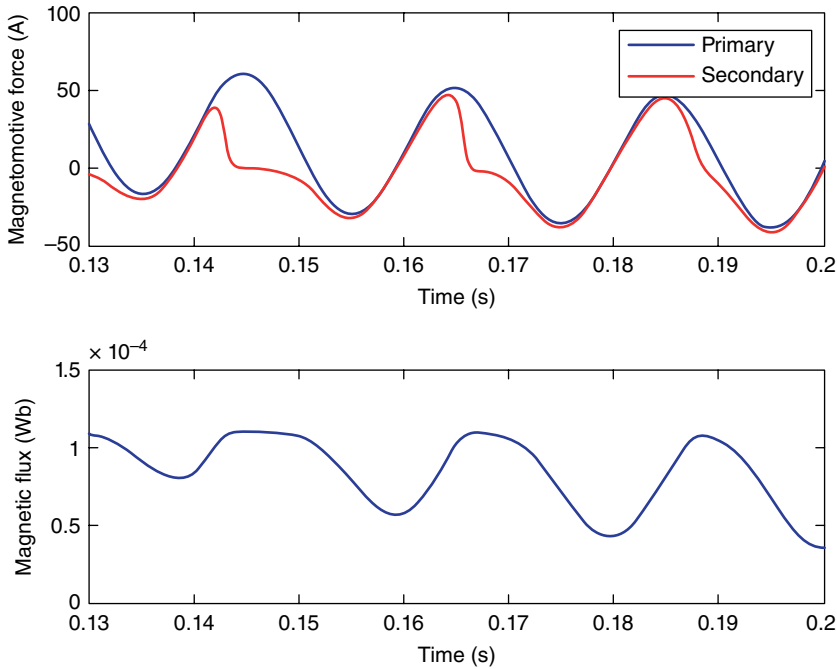 Magnetomotive force (A)
100
50
0
–50
Primary
Secondary
0.13 0.14 0.15 0.16 0.17 0.18 0.19 0.2
Time (s)
× 10–4
Magnetic flux (Wb)
1.5
1
0.5
0
0.13 0.14 0.15 0.16 0.17 0.18 0.19 0.2
Time (s)